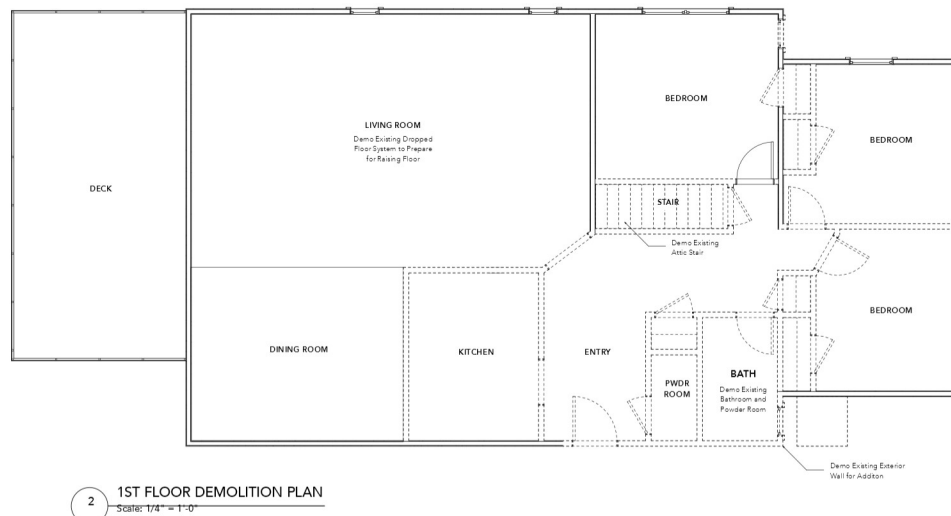 BEDROOM
LIVING ROOM
Demo Existing Dropped
Floor System to Prepare
for Raising Floor
BEDROOM
DECK
STAIR
Demo Existing
Attic Stair
BEDROOM
DINING ROOM
KITCHEN
ENTRY
PWDR
ROOM
BATH
Demo Existing
Bathroom and
Powder Room
Demo Existing Exterior
Wall for Additon
2
1ST FLOOR DEMOLITION PLAN
Scale: 1/4" = 1'-0"